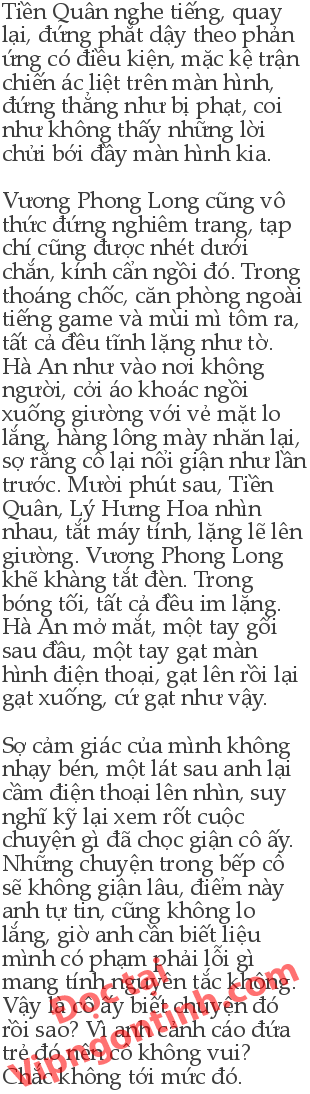 Tiền Quân nghe tiếng, quay
lại, đứng phắt dậy theo phản
ứng có điều kiện, mặc kệ trận
chiến ác liệt trên màn hình,
đứng thẳng như bị phạt, coi
như không thấy những lời
chửi bới đầy màn hình kia.

Vương Phong Long cũng vô
thức đứng nghiêm trang, tạp
chí cũng được nhét dưới
chắn, kính cẩn ngồi đó. Trong
thoáng chốc, căn phòng ngoài
tiếng game và mùi mì tôm ra,
tất cả đều tĩnh lặng như tờ.
Hà An như vào nơi không
người, cởi áo khoác ngồi
xuống giường với vẻ mặt lo
lắng, hàng lông mày nhăn lại,
sợ rằng cô lại nổi giận như lần
trước. Mười phút sau, Tiền
Quân, Lý Hưng Hoa nhìn
nhau, tắt máy tính, lặng lẽ lên
giường. Vương Phong Long
khẽ khàng tắt đèn. Trong
bóng tối, tất cả đều im lặng.
Hà An mở mắt, một tay gối
sau đầu, một tay gạt màn
hình điện thoại, gạt lên rồi lại
gạt xuống, cứ gạt như vậy.

Sợ cảm giác của mình không
nhạy bén, một lát sau anh lại
cầm điện thoại lên nhìn, suy
nghĩ kỹ lại xem rốt cuộc
chuyện gì đã chọc giận cô ấy.
Những chuyện trong bếp cô
sẽ không giận lâu, điểm này
anh tự tin, cũng không lo
lắng, giờ anh cần biết liệu
mình có phạm phải lỗi gì
mang tính nguyên tắc không.
Vậy là cô ấy biết chuyện đó
rồi sao? Vì anh cảnh cáo đứa
trẻ đó nên cô không vui?
Chắc không tới mức đó.
Đọc tại
Vipngontinh.com